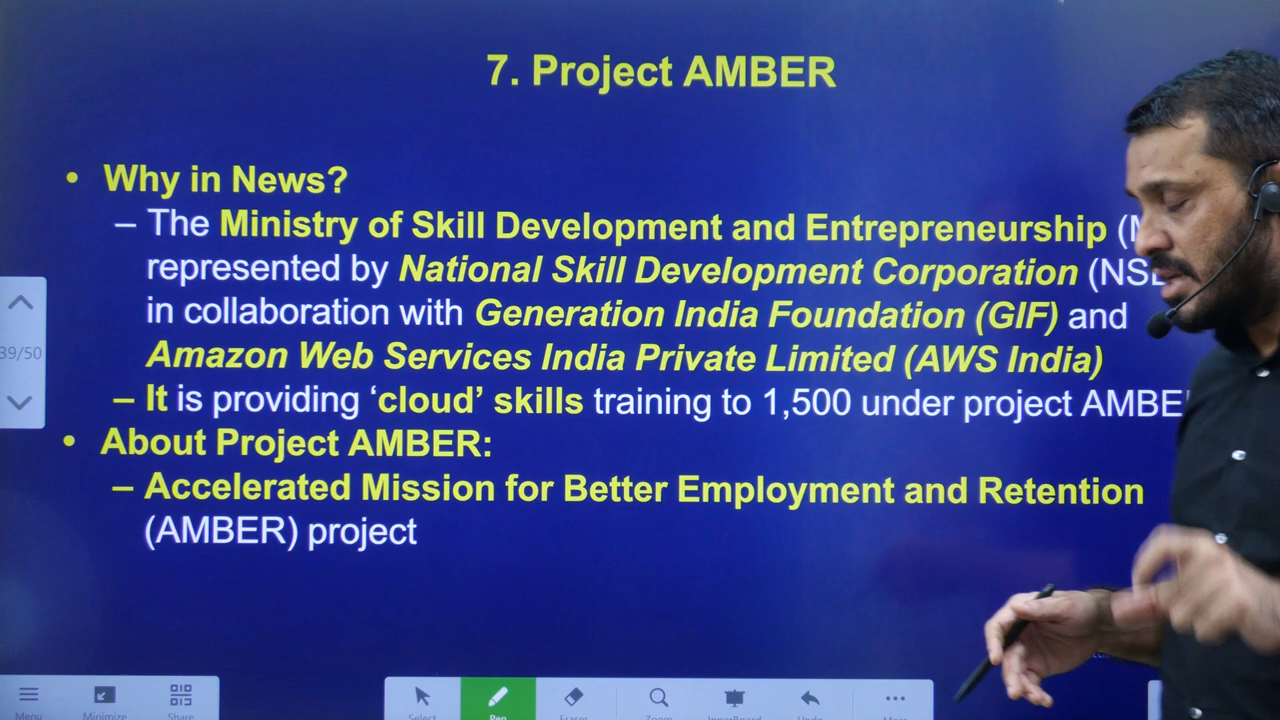 7. Project AMBER
• Why in News?
– The Ministry of Skill Development and Entrepreneurship
represented by National Skill Development Corporation
in collaboration with Generation India Foundation (GIF) and
Amazon Web Services India Private Limited (AWS India)
– It is providing ‘cloud’ skills training to 1,500 under project
• About Project AMBER:
– Accelerated Mission for Better Employment and Retention
(AMBER) project
39/50
Menu
Minimize
Share
Select
Pen
Eraser
Zoom
Undo